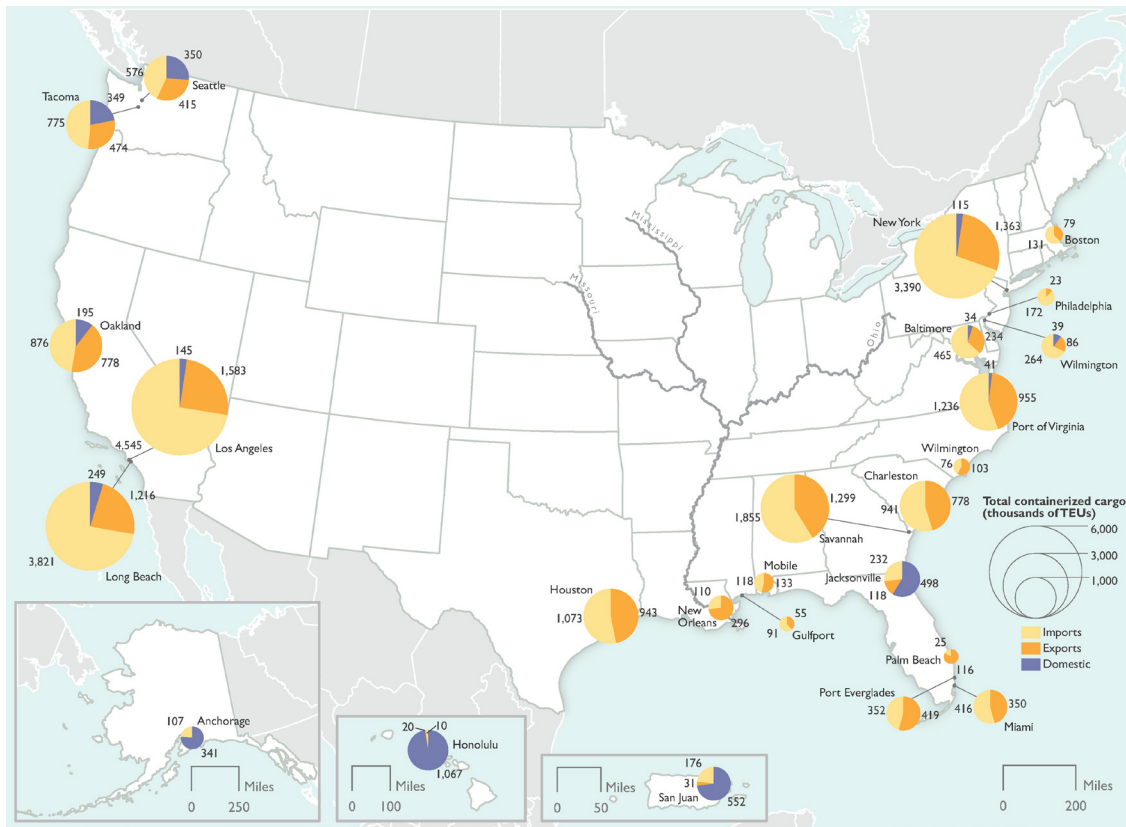 350
576
Seattle
415
Tacoma
349
775
474
Mississippi
Missouri
Ohio
115
New York
1,363
3,390
79
Boston
131
23
Philadelphia
172
34
Baltimore
234
465
39
86
Wilmington
264
41
1,236
955
Port of Virginia
195
Oakland
876
778
145
1,583
4,545
Los Angeles
249
1,216
3,821
Long Beach
Wilmington
76
103
Charleston
778
941
1,299
1,855
Savannah
Total containerized cargo
(thousands of TEUs)
6,000
3,000
1,000
Imports
Exports
Domestic
Mobile
118
133
232
Jacksonville
498
118
Houston
1,073
943
110
New
Orleans
296
55
91
Gulfport
25
Palm Beach
116
Port Everglades
352
419
350
416
Miami
107
Anchorage
341
Miles
0
250
20
10
Honolulu
1,067
Miles
0
100
176
31
San Juan
552
Miles
0
50
Miles
0
200